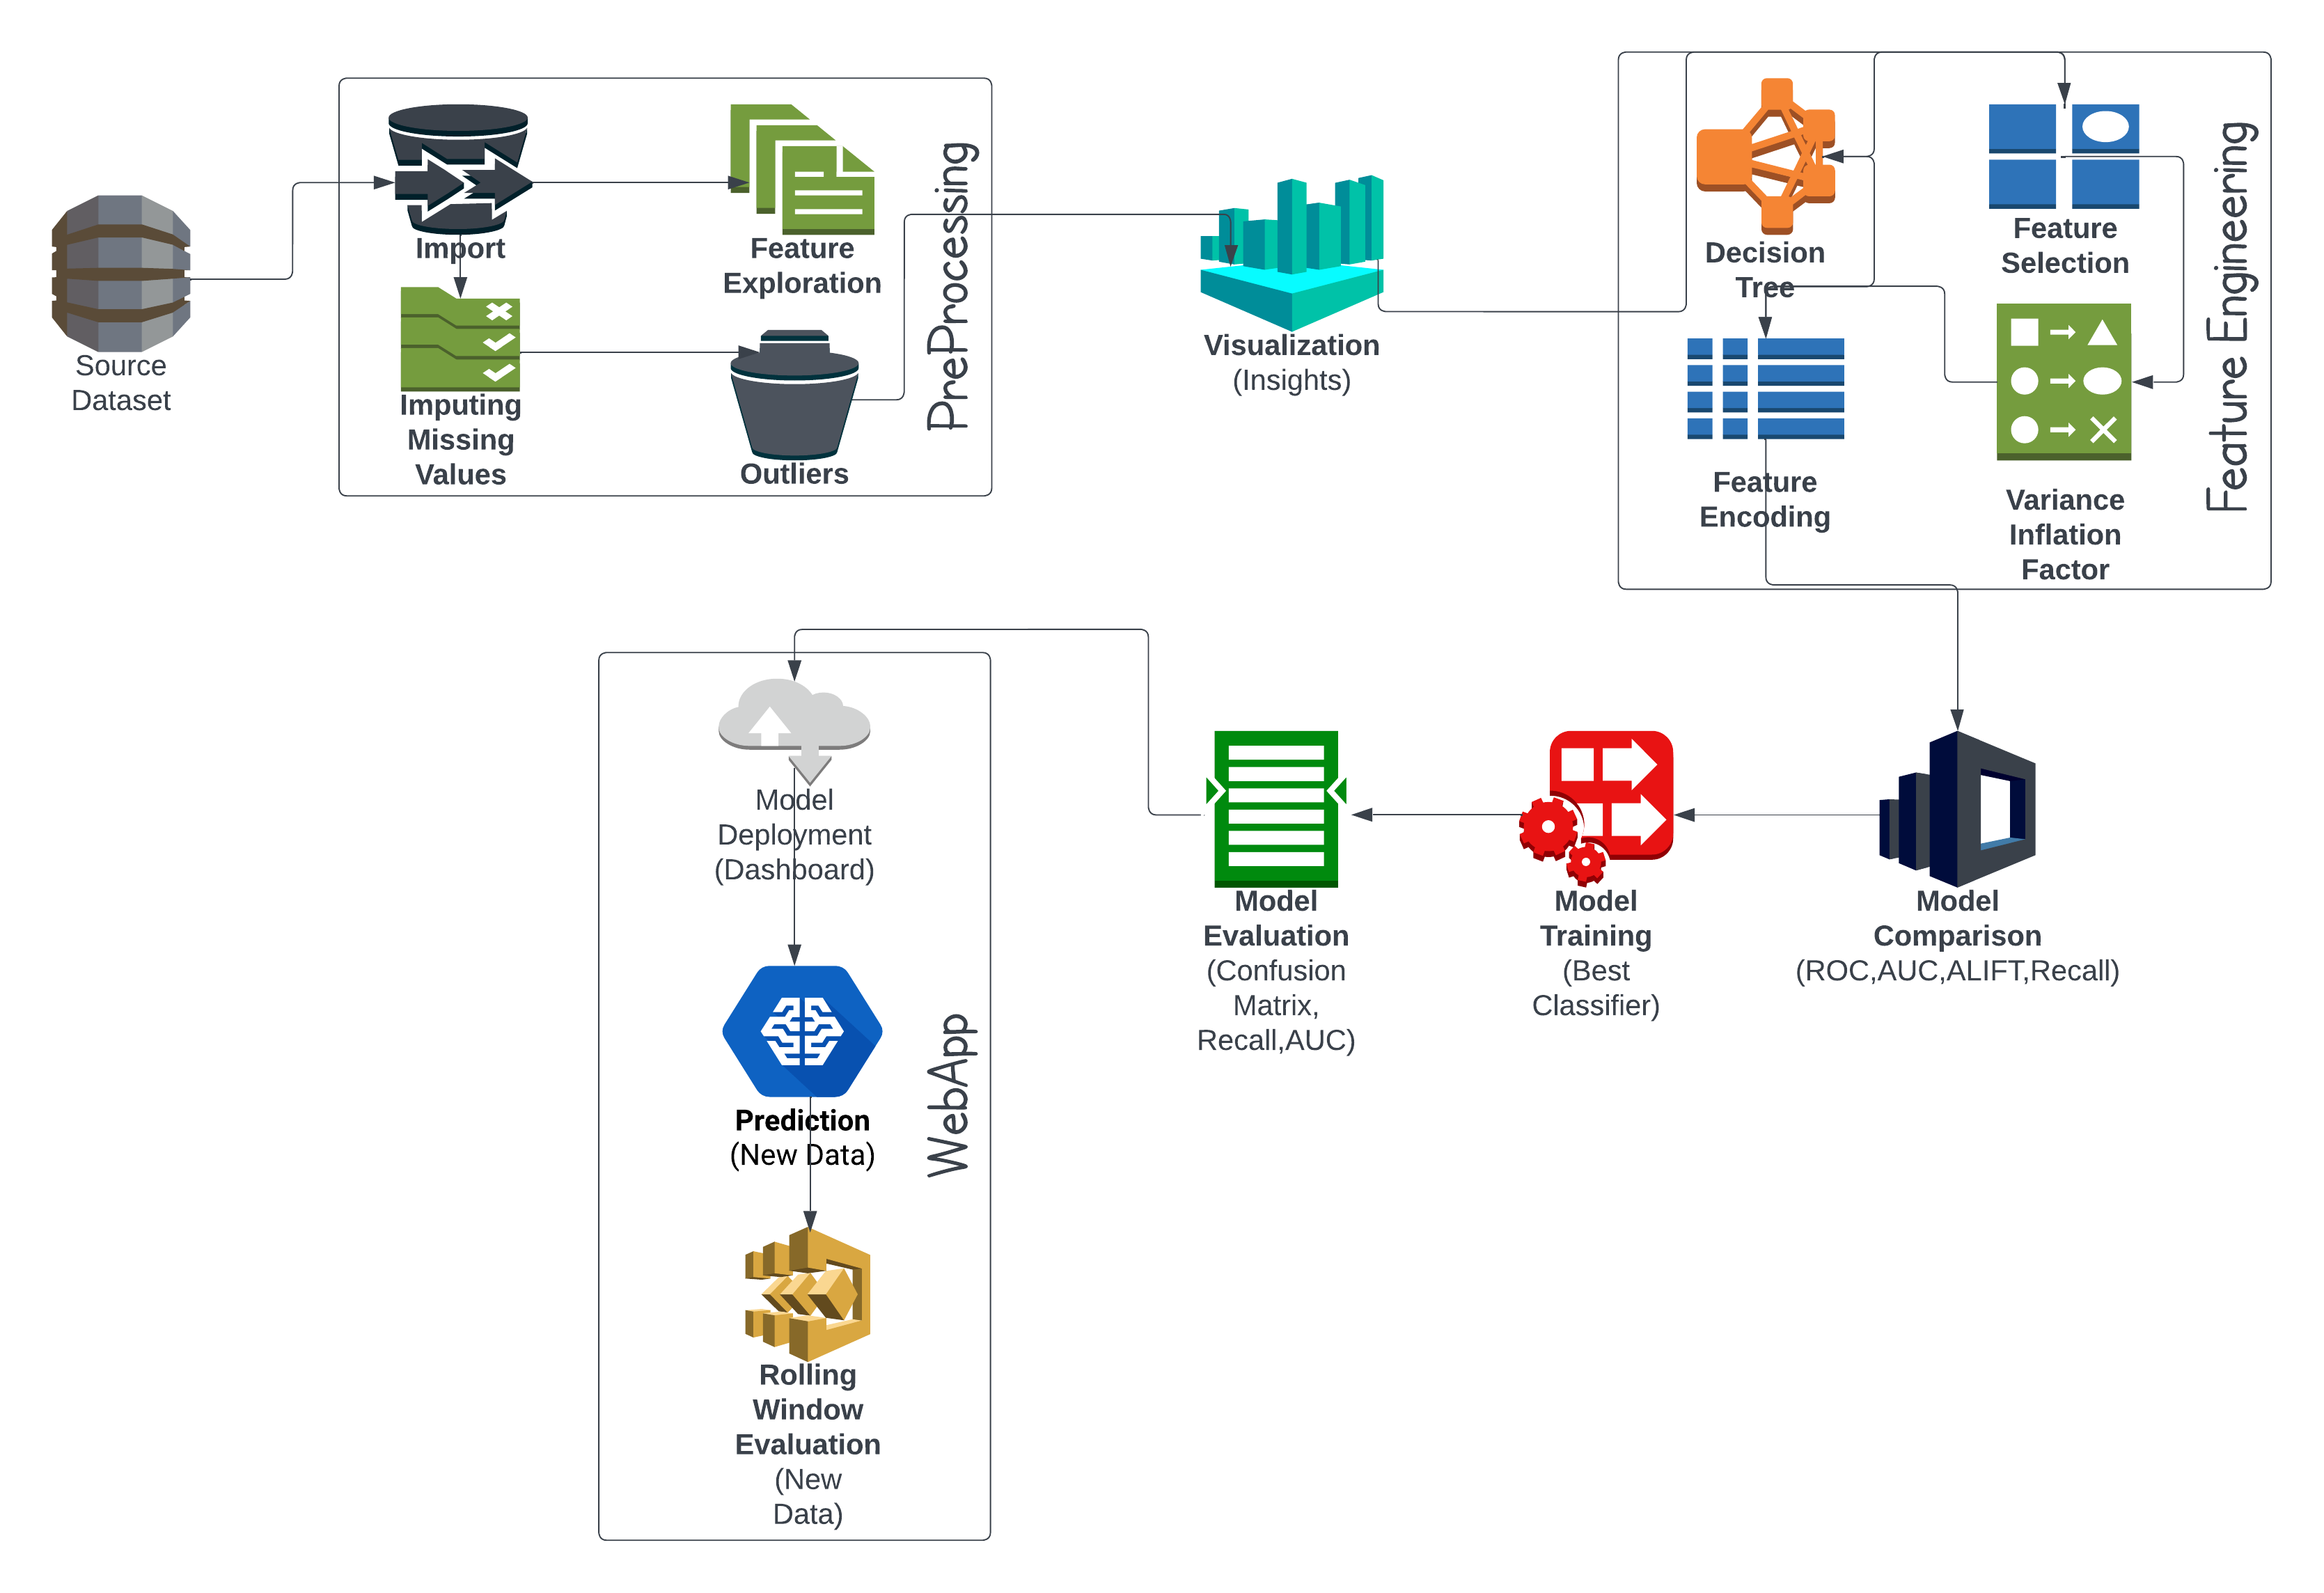 Source
Dataset
Import
Feature
Exploration
Imputing
Missing
Values
Outliers
PreProcessing
Visualization
(Insights)
Decision
Tree
Feature
Selection
Feature
Encoding
Variance
Inflation
Factor
Feature Engineering
Model
Comparison
(ROC,AUC,ALIFT,Recall)
Model
Training
(Best
Classifier)
Model
Evaluation
(Confusion
Matrix,
Recall,AUC)
Model
Deployment
(Dashboard)
Prediction
(New Data)
Rolling
Window
Evaluation
(New
Data)
WebApp